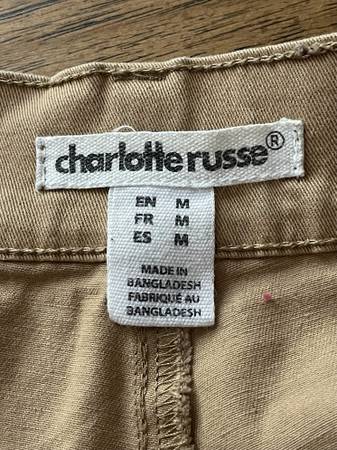 charlotte russe®
EN M
FR M
ES M
MADE IN
BANGLADESH
FABRIQUÉ AU
BANGLADESH